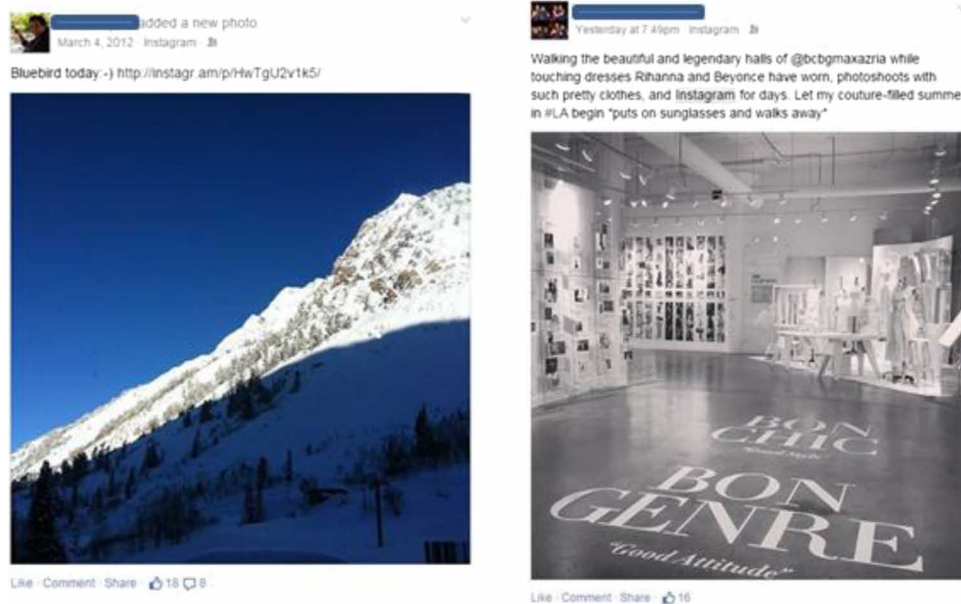 added a new photo
March 4, 2012 · Instagram ·
Bluebird today:-) http://instagr.am/p/HwTgU2v1k5/
Like · Comment · Share · 18 8
Yesterday at 7:49pm · Instagram ·
Walking the beautiful and legendary halls of @bcbgmaxazria while
touching dresses Rihanna and Beyonce have worn, photoshoots with
such pretty clothes, and Instagram for days. Let my couture-filled summe
in #LA begin *puts on sunglasses and walks away*
BON
CHIC
"Good Style"
BON
GENRE
"Good Attitude"
Like · Comment · Share · 16